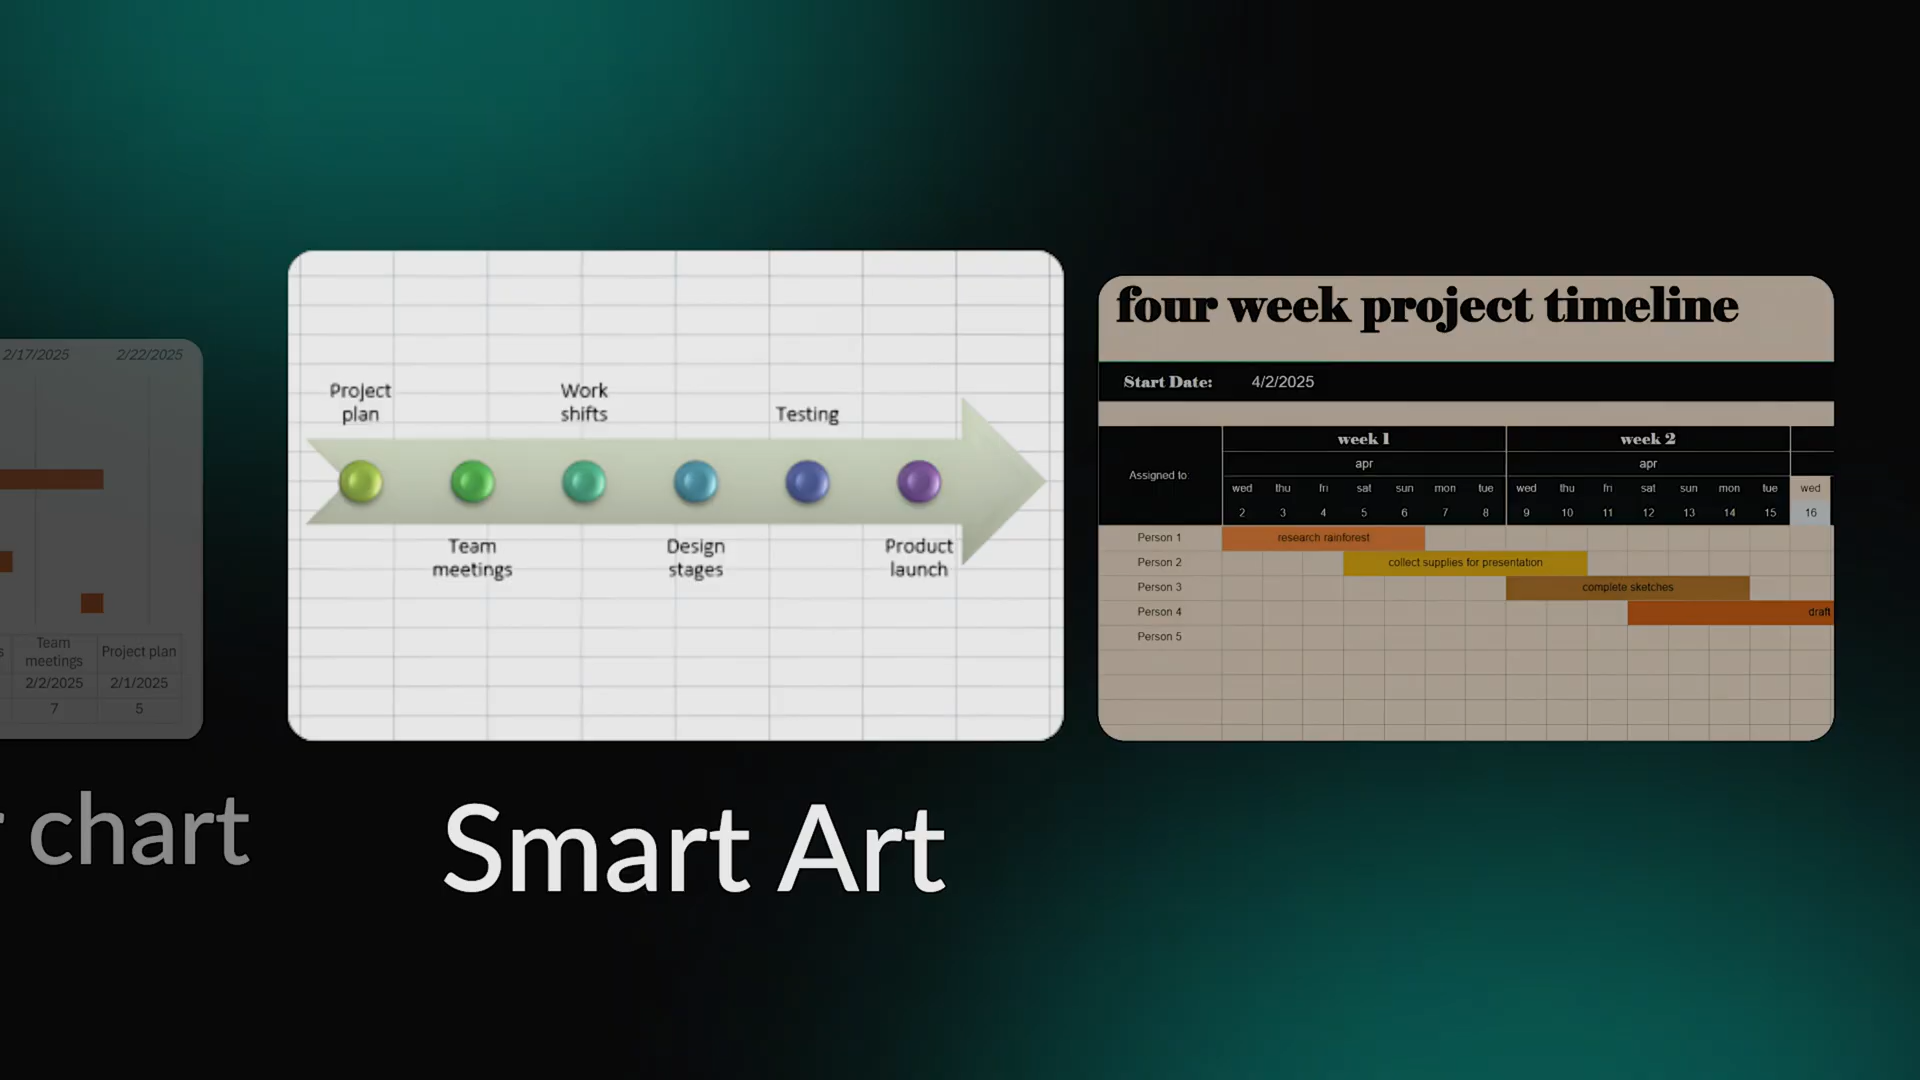 2/17/2025 2/22/2025
Team meetings Project plan
2/2/2025 2/1/2025
7 5
chart
Project
plan
Work
shifts
Testing
Team
meetings
Design
stages
Product
launch
Smart Art
four week project timeline
Start Date: 4/2/2025
week 1 week 2
apr apr
Assigned to:
wed thu fri sat sun mon tue wed thu fri sat sun mon tue wed
2 3 4 5 6 7 8 9 10 11 12 13 14 15 16
Person 1 research rainforest
Person 2 collect supplies for presentation
Person 3 complete sketches
Person 4 draft
Person 5